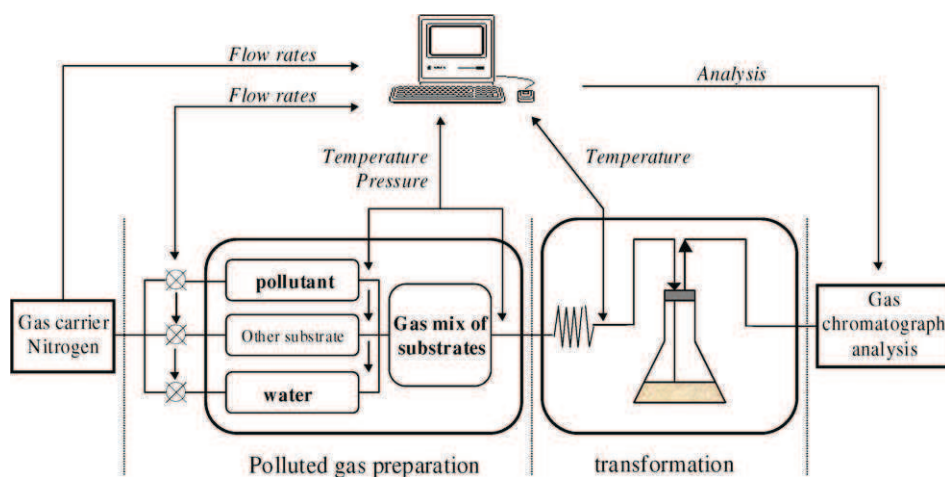 Flow rates
Flow rates
Analysis
Temperature
Pressure
Temperature
Gas carrier
Nitrogen
pollutant
Other substrate
water
Gas mix of
substrates
Gas
chromatograph
analysis
Polluted gas preparation
transformation